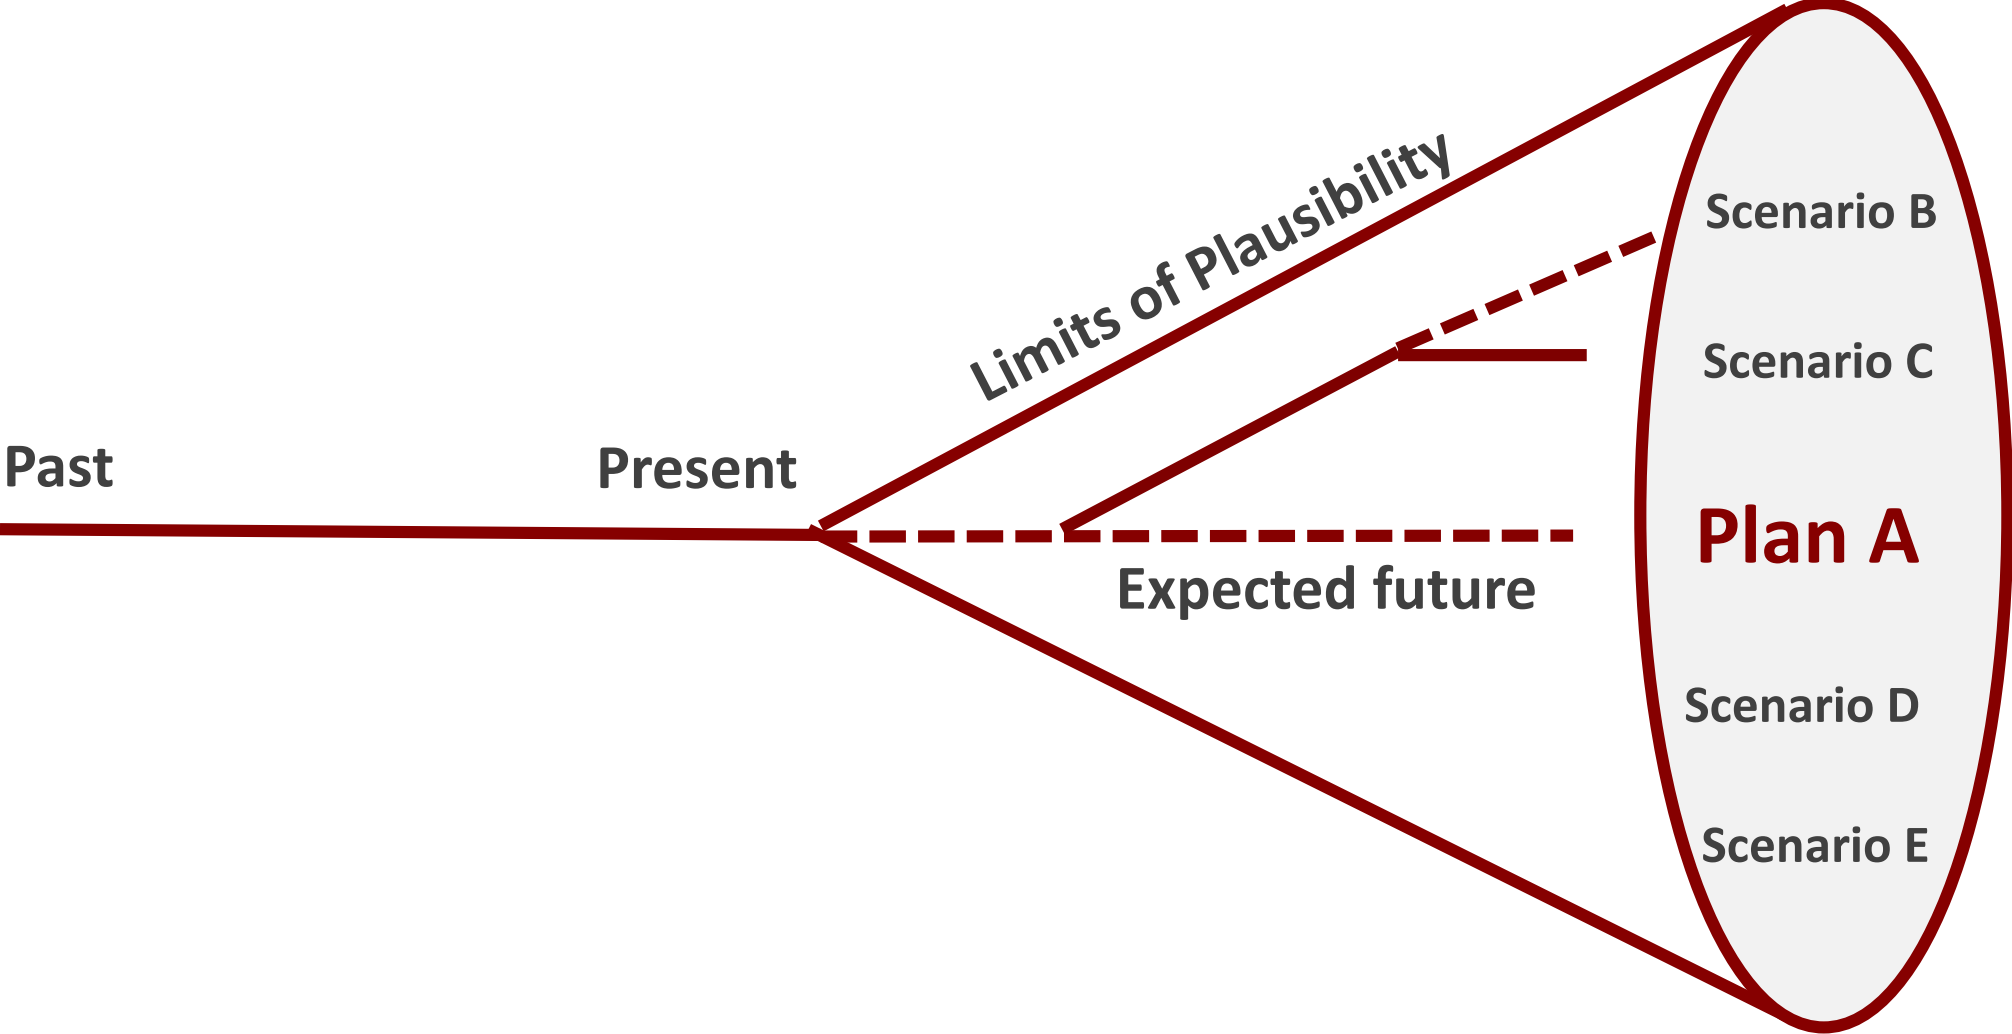 Limits of Plausibility
Scenario B
Scenario C
Past
Present
Plan A
Expected future
Scenario D
Scenario E